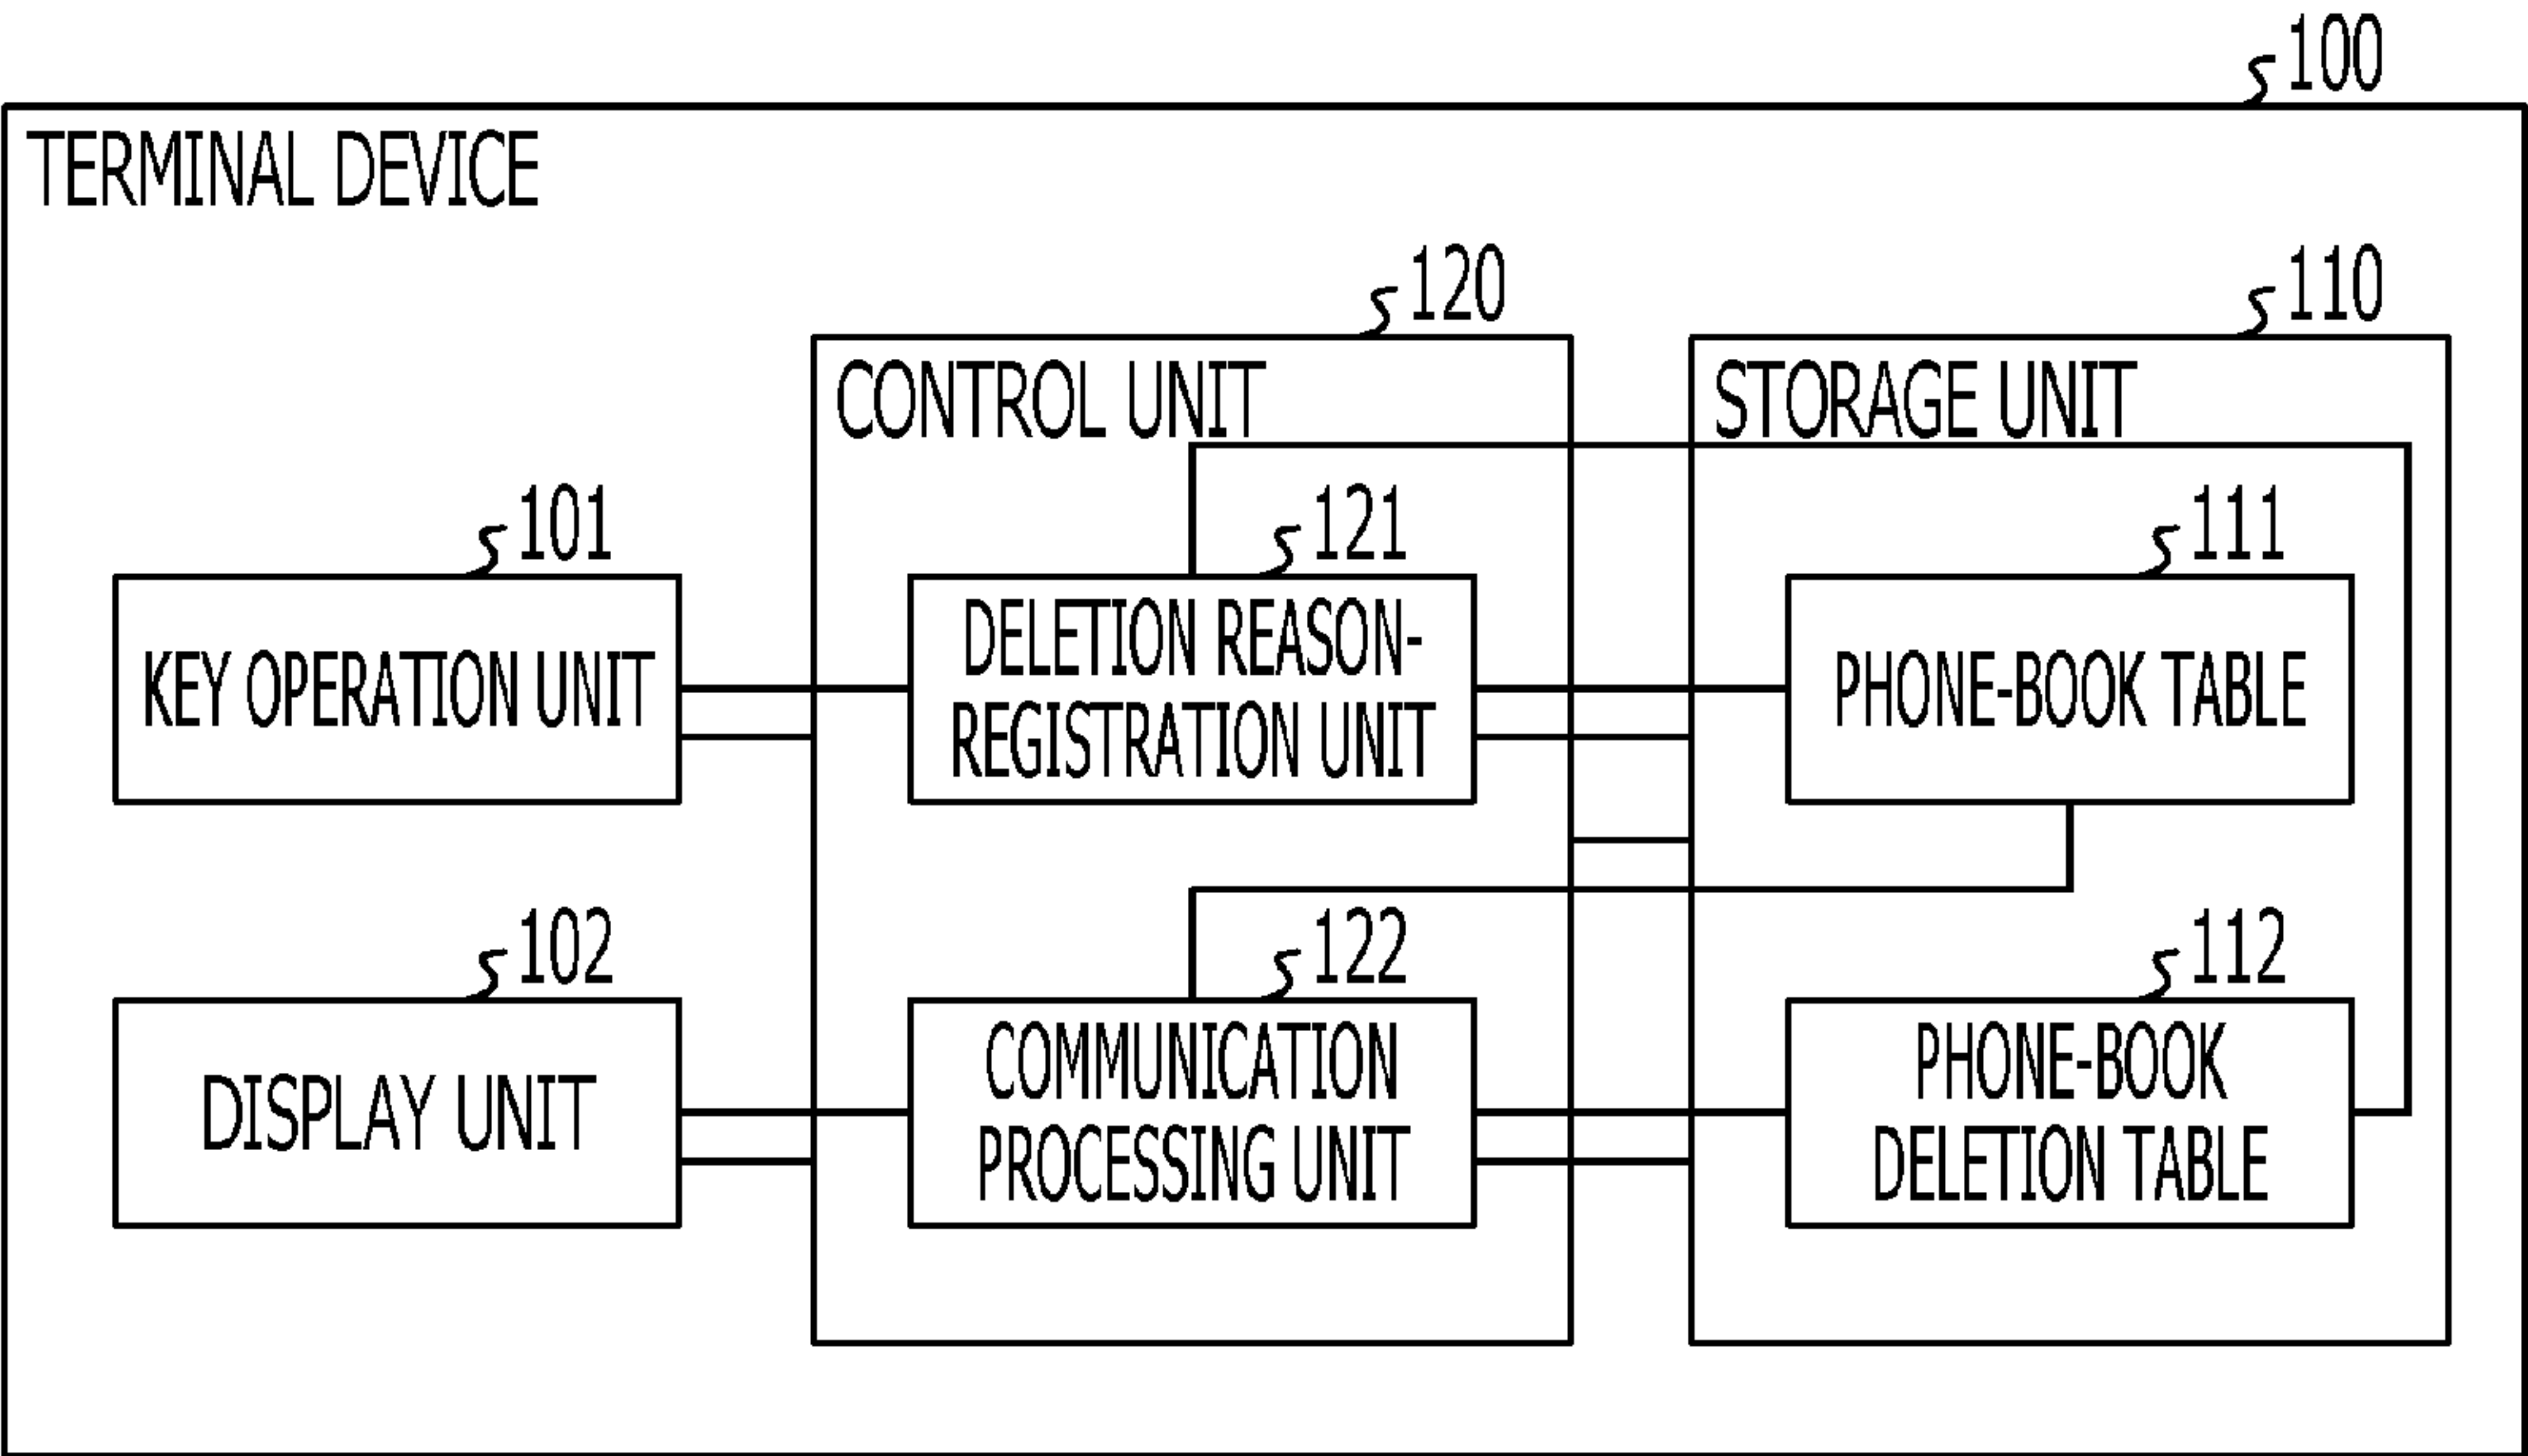 100
TERMINAL DEVICE
120
110
CONTROL UNIT
STORAGE UNIT
101
121
111
KEY OPERATION UNIT
DELETION REASON-
REGISTRATION UNIT
PHONE-BOOK TABLE
102
122
112
DISPLAY UNIT
COMMUNICATION
PROCESSING UNIT
PHONE-BOOK
DELETION TABLE